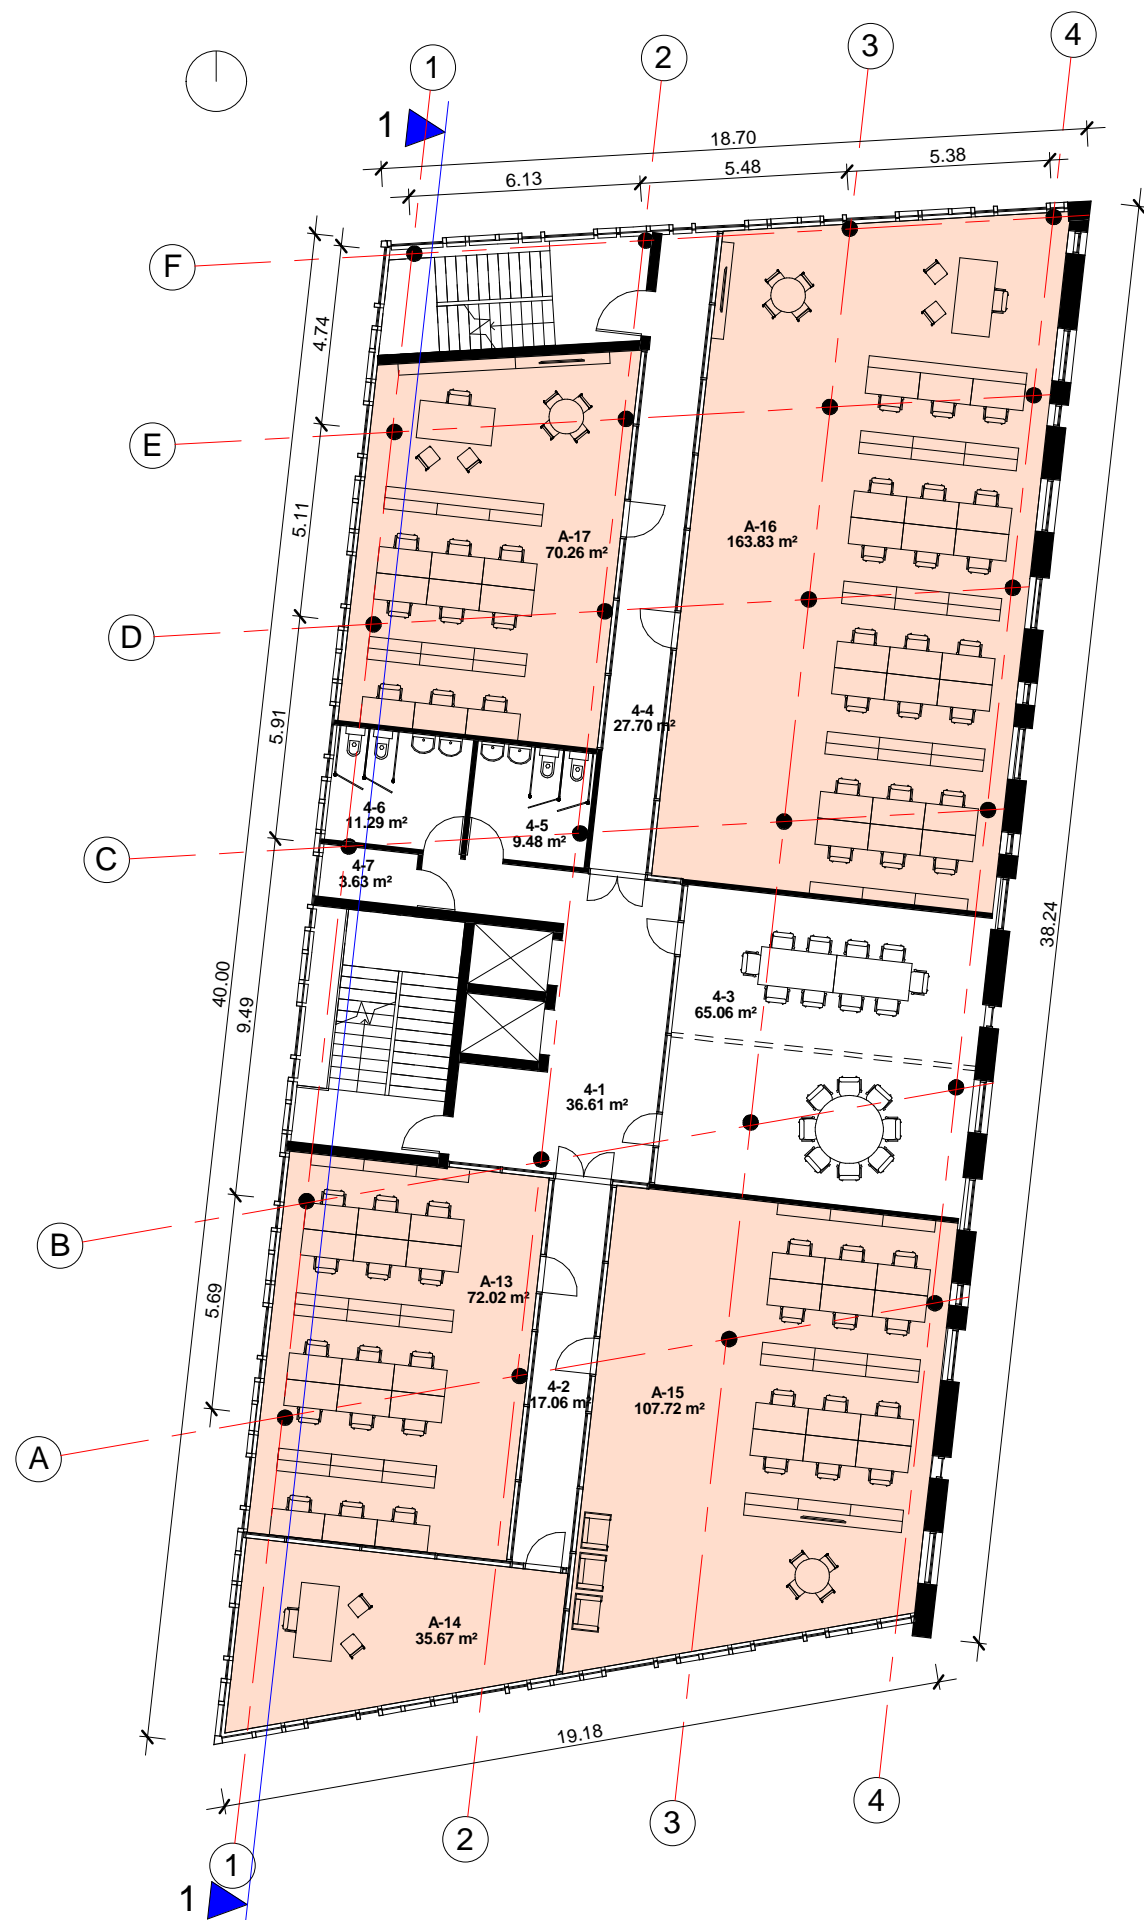 1
2
3
4
1
18.70
6.13
5.48
5.38
F
4.74
E
5.11
A-17
70.26 m²
A-16
163.83 m²
D
5.91
4-4
27.70 m²
4-6
11.29 m²
4-5
9.48 m²
C
4-7
3.63 m²
40.00
38.24
9.49
4-3
65.06 m²
4-1
36.61 m²
B
A-13
72.02 m²
5.69
4-2
17.06 m²
A-15
107.72 m²
A
A-14
35.67 m²
19.18
4
3
2
1
1